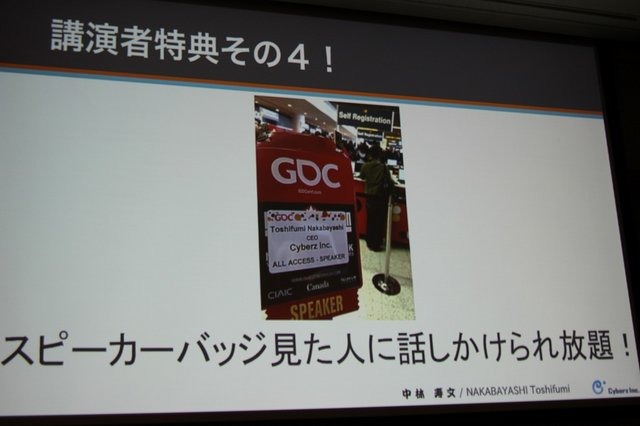 講演者特典その4！
Self Registration
GDC
GDConf.com
GDC
Toshifumi Nakabayashi
CEO
Cyberz Inc.
ALL ACCESS - SPEAKER
CIAIC
Canada
SPEAKER
スピーカーバッジ見た人に話しかけられ放題！
中林 寿文 / NAKABAYASHI Toshifumi
Cyberz Inc.